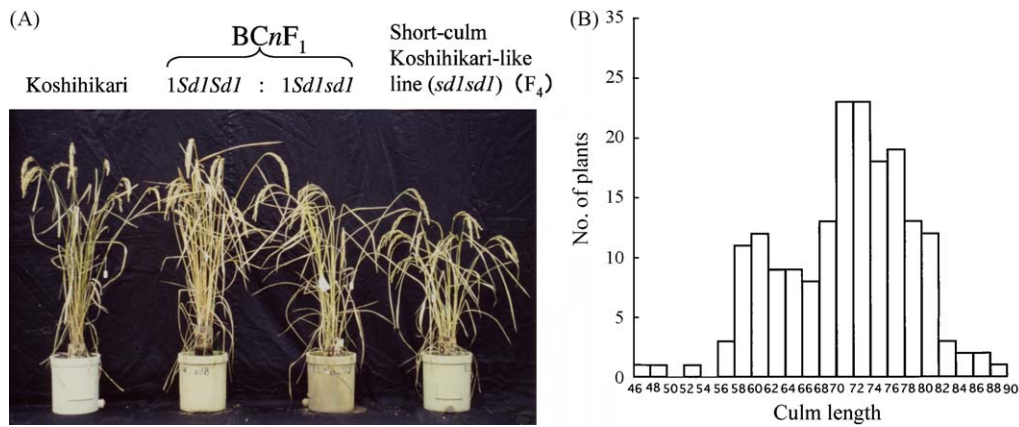 (A)
BCnF1
Koshihikari
1Sd1Sd1 : 1Sd1sd1
Short-culm
Koshihikari-like
line (sd1sd1) (F4)
(B)
No. of plants
35
30
25
20
15
10
5
0
46 48 50 52 54 56 58 60 62 64 66 68 70 72 74 76 78 80 82 84 86 88 90
Culm length